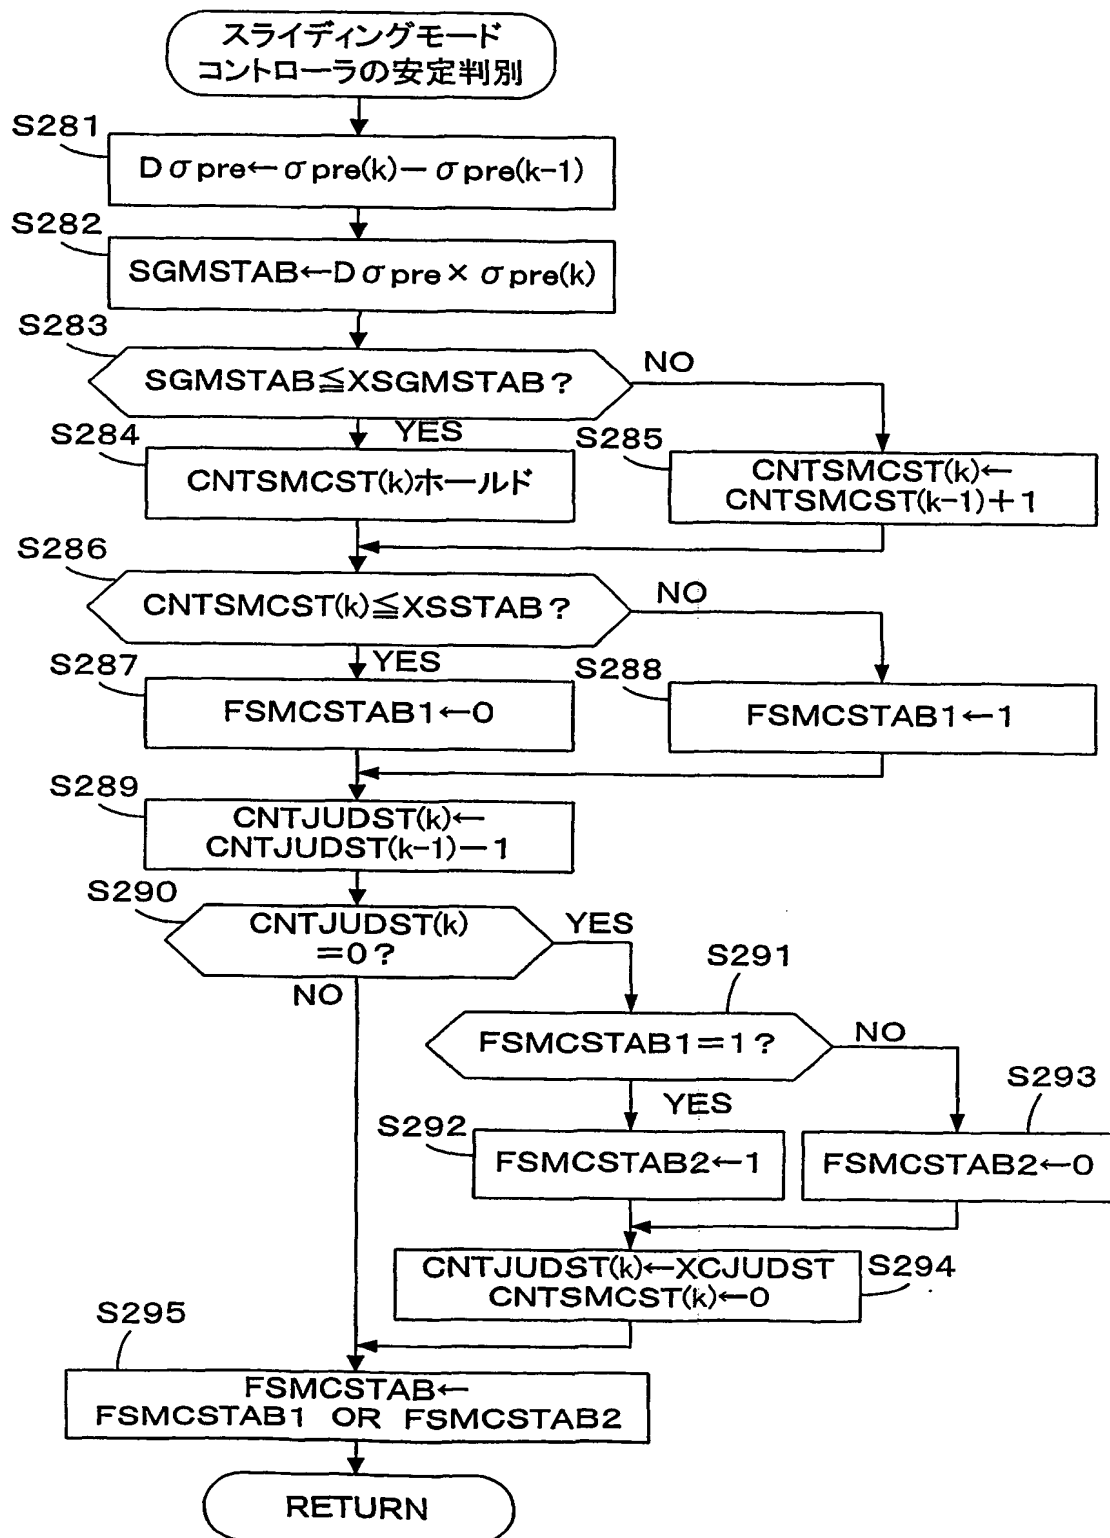 スライディングモード
コントローラの安定判別
S281
Dσpre←σpre(k)−σpre(k-1)
S282
SGMSTAB←Dσpre×σpre(k)
S283
SGMSTAB≦XSGMSTAB?
NO
YES
S284
CNTSMCST(k)ホールド
S285
CNTSMCST(k)←
CNTSMCST(k-1)+1
S286
CNTSMCST(k)≦XSSTAB?
NO
YES
S287
FSMCSTAB1←0
S288
FSMCSTAB1←1
S289
CNTJUDST(k)←
CNTJUDST(k-1)−1
S290
CNTJUDST(k)
=0?
YES
NO
S291
FSMCSTAB1=1?
NO
YES
S292
FSMCSTAB2←1
S293
FSMCSTAB2←0
S294
CNTJUDST(k)←XCJUDST
CNTSMCST(k)←0
S295
FSMCSTAB←
FSMCSTAB1 OR FSMCSTAB2
RETURN